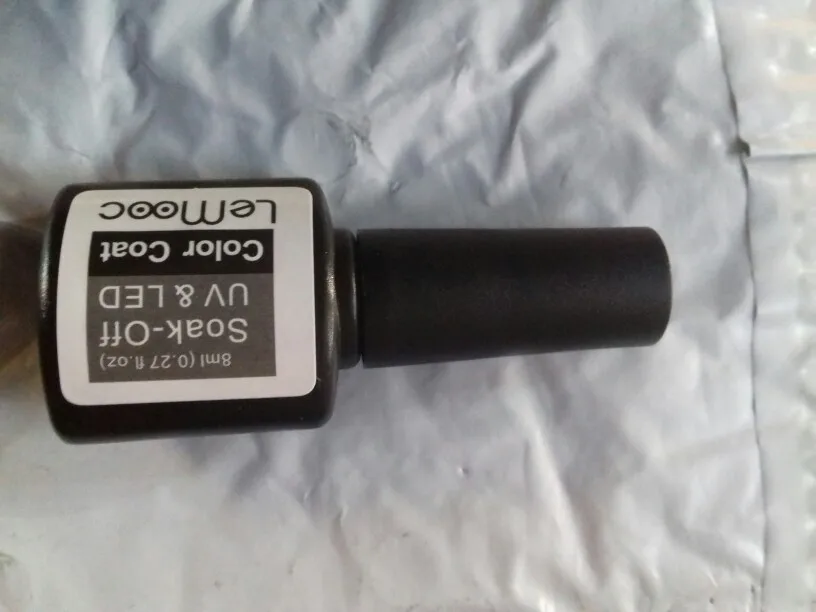 LeMooc
Color Coat
UV & LED
Soak-Off
8ml (0.27 fl.oz)